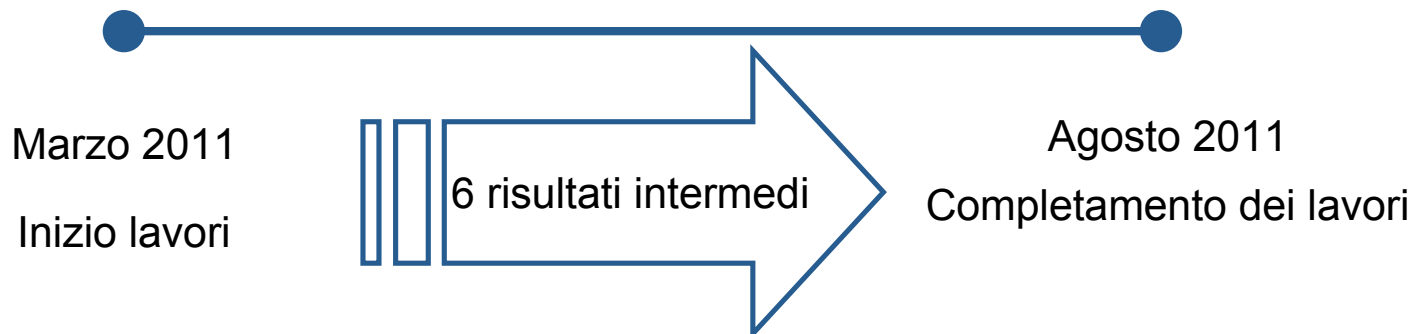 Marzo 2011
Inizio lavori
6 risultati intermedi
Agosto 2011
Completamento dei lavori